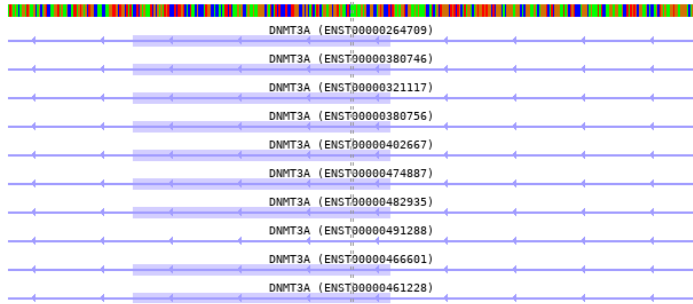 DNMT3A (ENST00000264709)
DNMT3A (ENST00000380746)
DNMT3A (ENST00000321117)
DNMT3A (ENST00000380756)
DNMT3A (ENST00000402667)
DNMT3A (ENST00000474887)
DNMT3A (ENST00000482935)
DNMT3A (ENST00000491288)
DNMT3A (ENST00000466601)
DNMT3A (ENST00000461228)